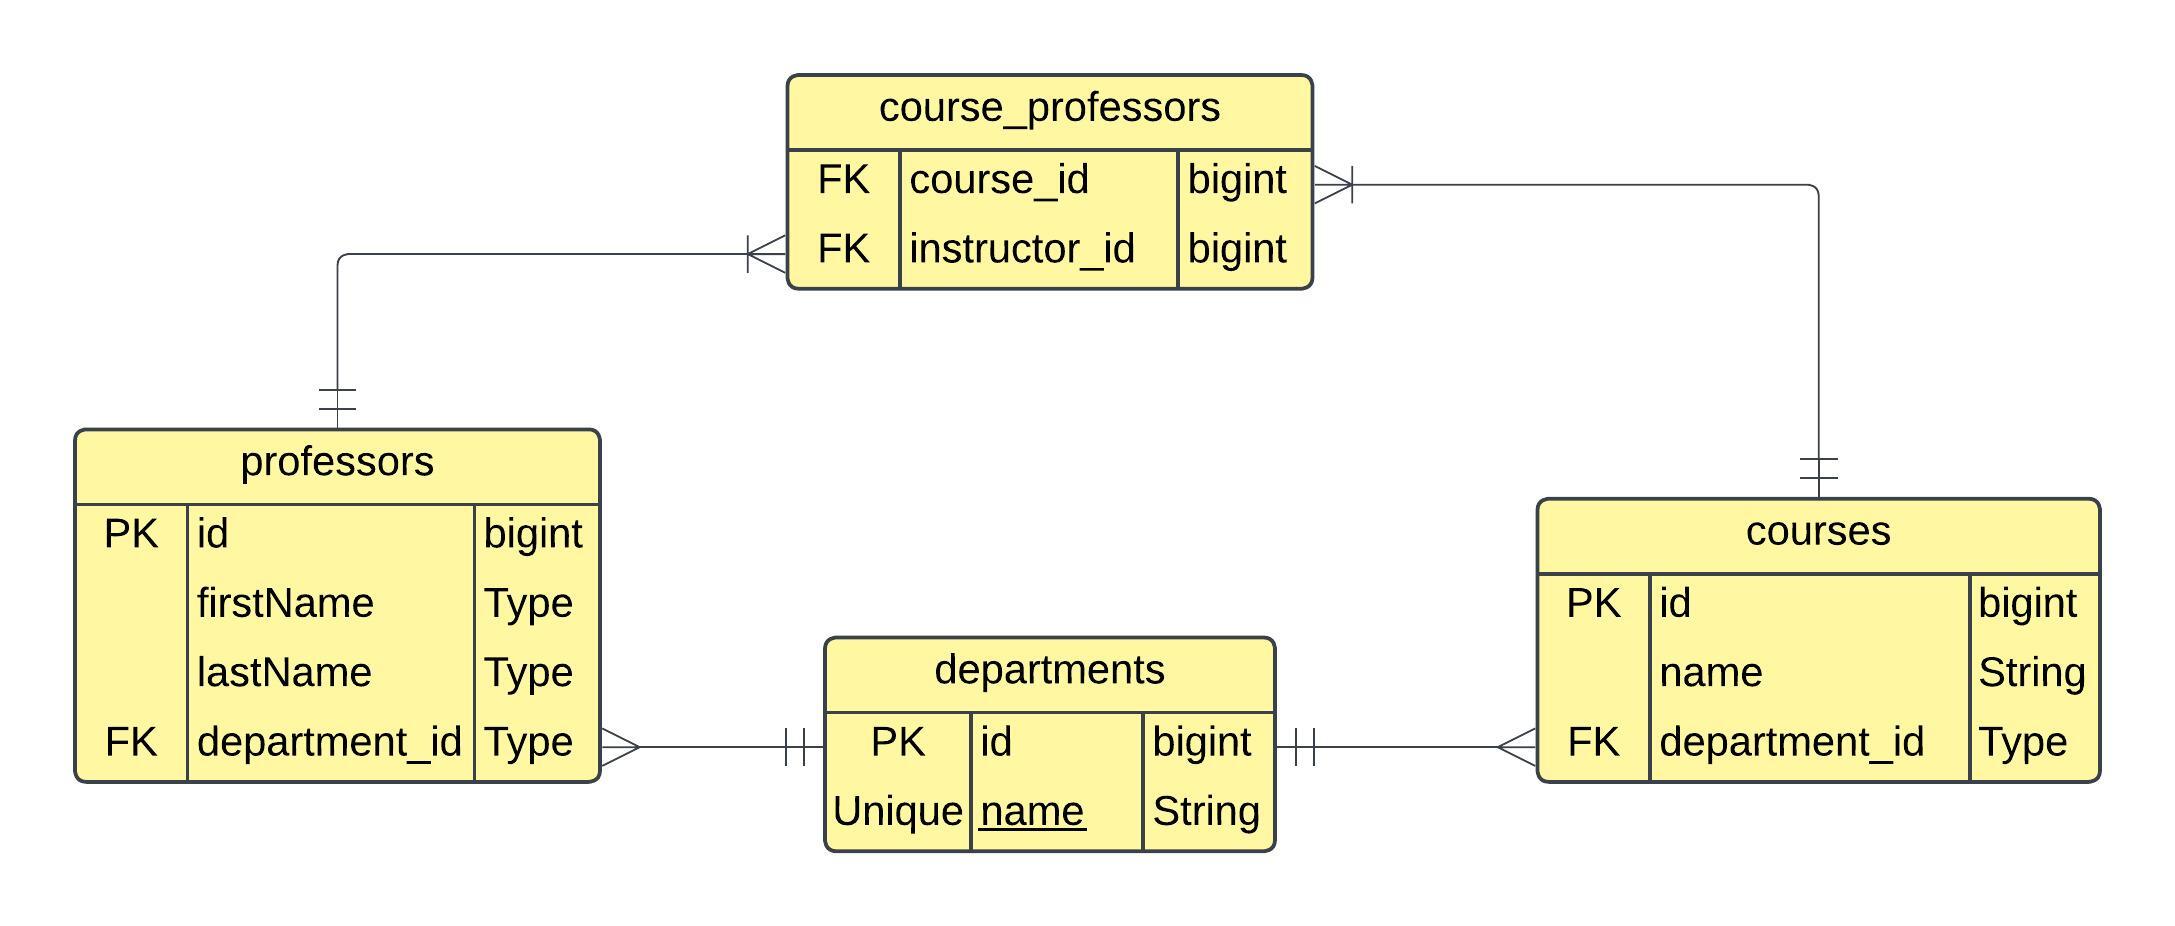 course_professors
FK course_id bigint
FK instructor_id bigint
professors
PK id bigint
firstName Type
lastName Type
FK department_id Type
departments
PK id bigint
Unique name String
courses
PK id bigint
name String
FK department_id Type